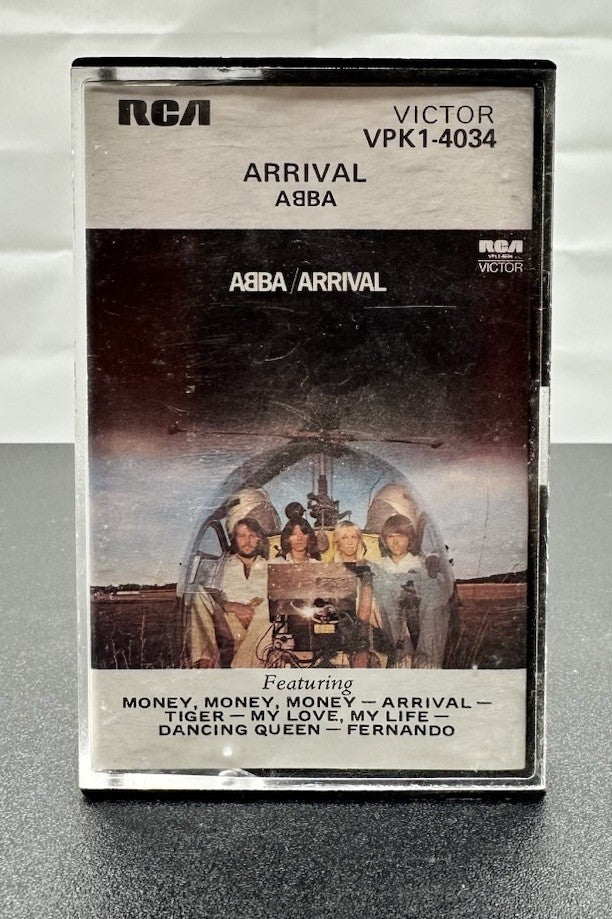 RCA
VICTOR
VPK1-4034
ARRIVAL
ABBA
RCA
VICTOR
ABBA/ARRIVAL
Featuring
MONEY, MONEY, MONEY — ARRIVAL —
TIGER — MY LOVE, MY LIFE —
DANCING QUEEN — FERNANDO